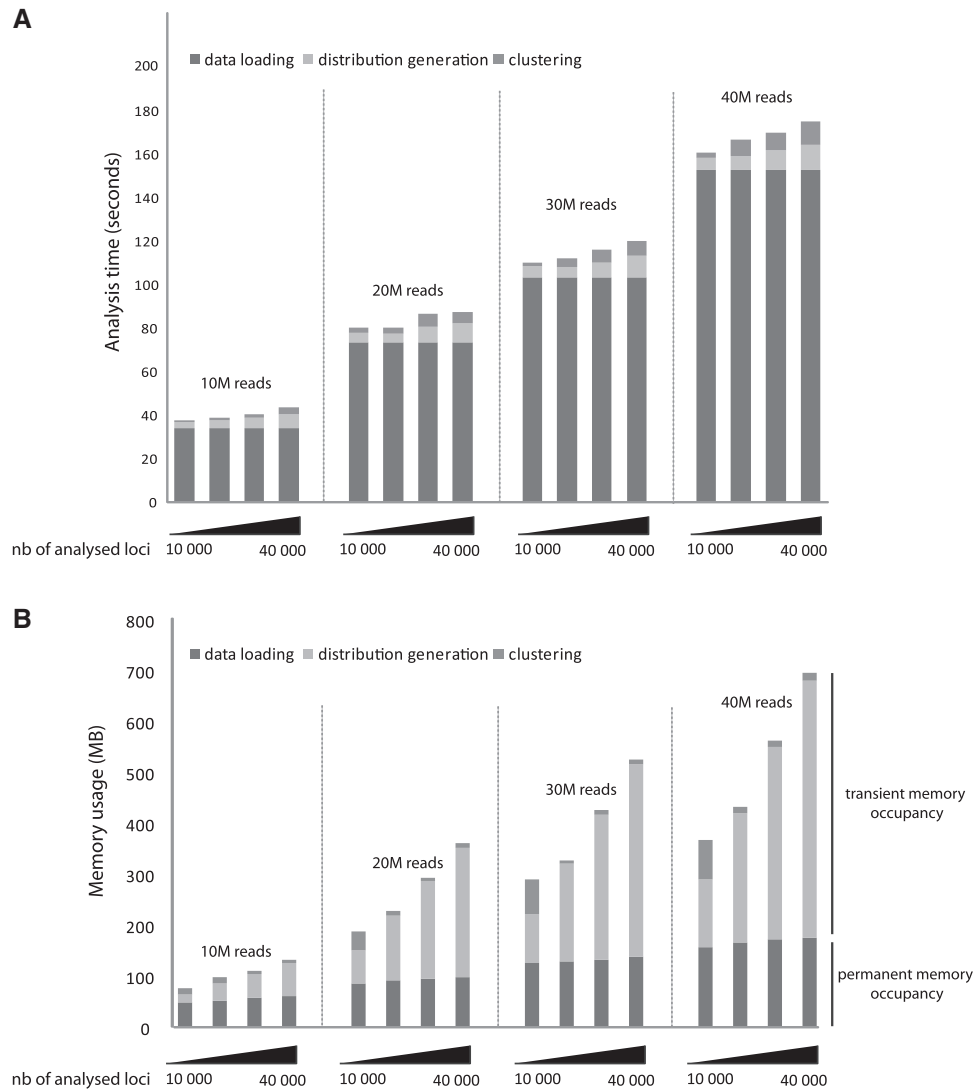 A
data loading distribution generation clustering
Analysis time (seconds)
200
180
160
140
120
100
80
60
40
20
0
10M reads
20M reads
30M reads
40M reads
nb of analysed loci
10 000 40 000
10 000 40 000
10 000 40 000
10 000 40 000
B
data loading distribution generation clustering
Memory usage (MB)
800
700
600
500
400
300
200
100
0
10M reads
20M reads
30M reads
40M reads
transient memory
occupancy
permanent memory
occupancy
nb of analysed loci
10 000 40 000
10 000 40 000
10 000 40 000
10 000 40 000